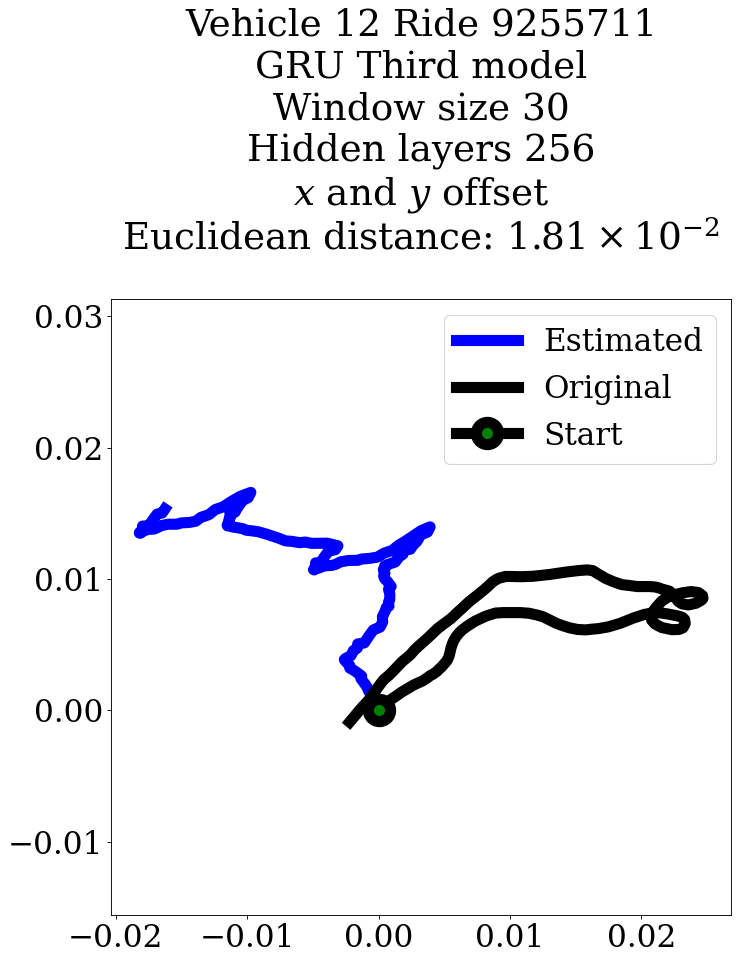 Vehicle 12 Ride 9255711
GRU Third model
Window size 30
Hidden layers 256
x and y offset
Euclidean distance: 1.81 × 10⁻²
Estimated
Original
Start
0.03
0.02
0.01
0.00
−0.01
−0.02 −0.01 0.00 0.01 0.02